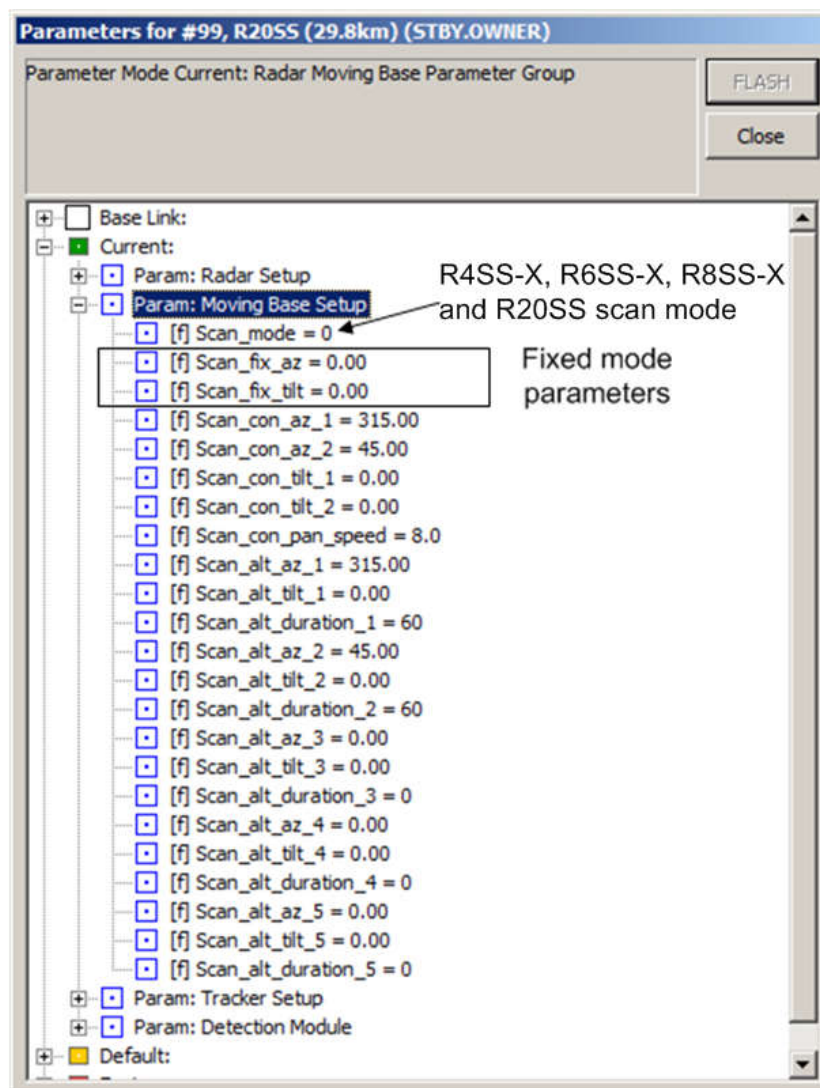 Parameters for #99, R20SS (29.8km) (STBY.OWNER)
Parameter Mode Current: Radar Moving Base Parameter Group
FLASH
Close
Base Link:
Current:
Param: Radar Setup
Param: Moving Base Setup
R4SS-X, R6SS-X, R8SS-X
and R20SS scan mode
[f] Scan_mode = 0
[f] Scan_fix_az = 0.00
[f] Scan_fix_tilt = 0.00
Fixed mode
parameters
[f] Scan_con_az_1 = 315.00
[f] Scan_con_az_2 = 45.00
[f] Scan_con_tilt_1 = 0.00
[f] Scan_con_tilt_2 = 0.00
[f] Scan_con_pan_speed = 8.0
[f] Scan_alt_az_1 = 315.00
[f] Scan_alt_tilt_1 = 0.00
[f] Scan_alt_duration_1 = 60
[f] Scan_alt_az_2 = 45.00
[f] Scan_alt_tilt_2 = 0.00
[f] Scan_alt_duration_2 = 60
[f] Scan_alt_az_3 = 0.00
[f] Scan_alt_tilt_3 = 0.00
[f] Scan_alt_duration_3 = 0
[f] Scan_alt_az_4 = 0.00
[f] Scan_alt_tilt_4 = 0.00
[f] Scan_alt_duration_4 = 0
[f] Scan_alt_az_5 = 0.00
[f] Scan_alt_tilt_5 = 0.00
[f] Scan_alt_duration_5 = 0
Param: Tracker Setup
Param: Detection Module
Default: